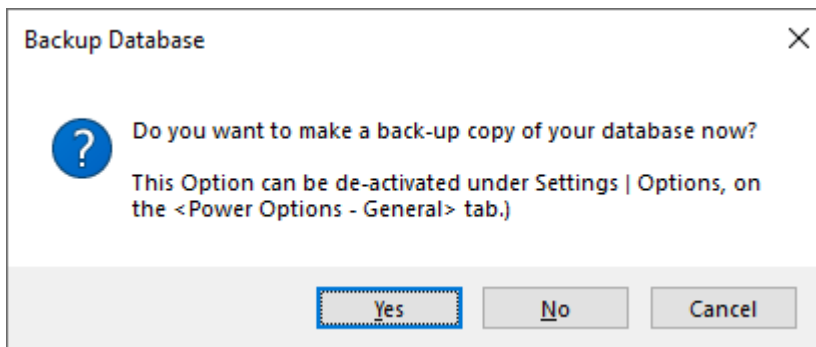 Backup Database
?
Do you want to make a back-up copy of your database now?
This Option can be de-activated under Settings | Options, on
the <Power Options - General> tab.)
Yes No Cancel